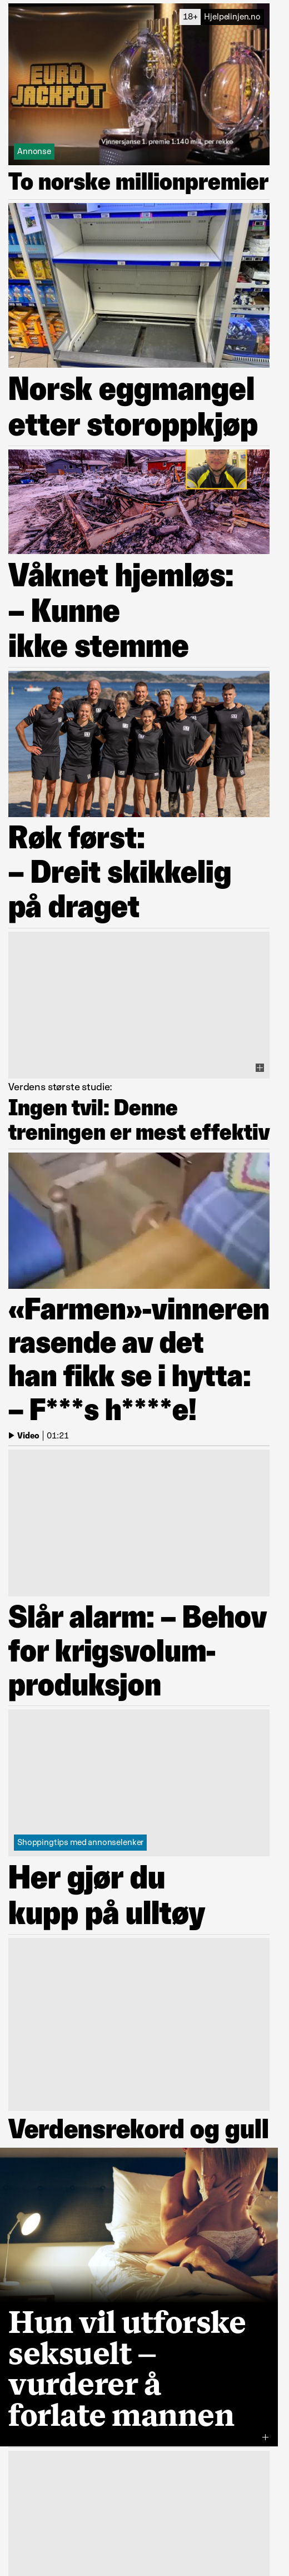 18+ Hjelpelinjen.no
EURO
JACKPOT
Vinnersjanse 1. premie 1:140 mill. per rekke
Annonse
To norske millionpremier
Norsk eggmangel
etter storoppkjøp
Våknet hjemløs:
– Kunne
ikke stemme
Røk først:
– Dreit skikkelig
på draget
Verdens største studie:
Ingen tvil: Denne
treningen er mest effektiv
«Farmen»-vinneren
rasende av det
han fikk se i hytta:
– F***s h****e!
Video | 01:21
Slår alarm: – Behov
for krigsvolum-
produksjon
Shoppingtips med annonselenker
Her gjør du
kupp på ulltøy
Verdensrekord og gull
Hun vil utforske
seksuelt –
vurderer å
forlate mannen